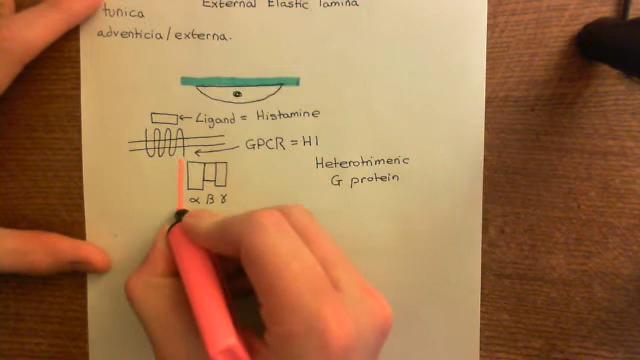 External Elastic lamina
tunica
adventicia/externa.
Ligand = Histamine
GPCR = H1
Heterotrimeric
G protein
α β γ